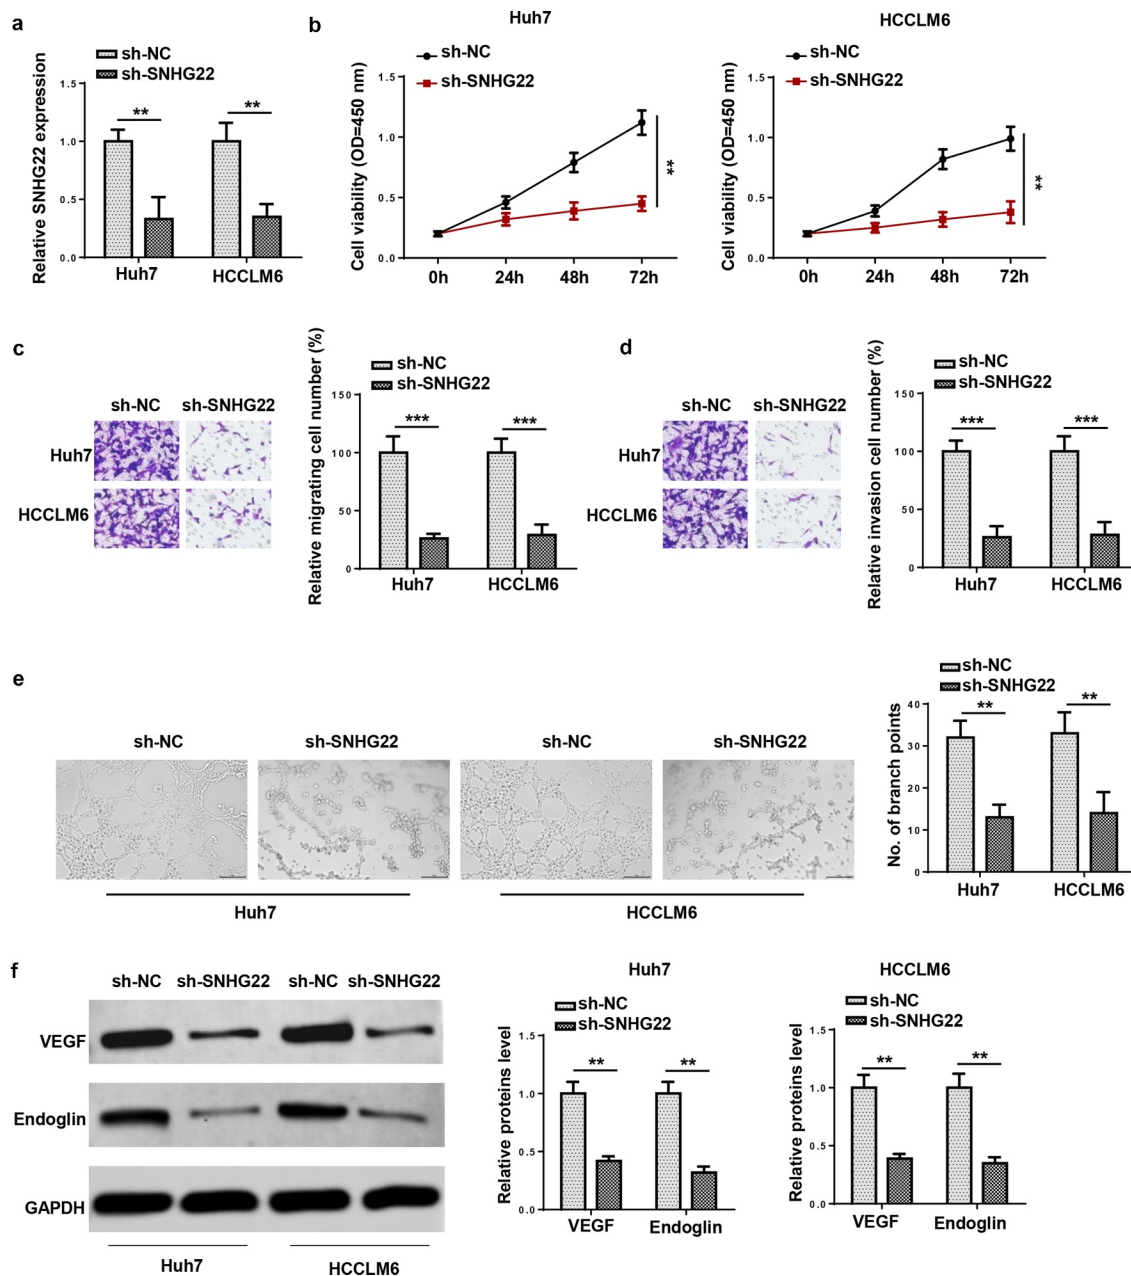 a
sh-NC
sh-SNHG22
Relative SNHG22 expression
1.5
1.0
0.5
0.0
**
**
Huh7
HCCLM6
b
Huh7
sh-NC
sh-SNHG22
Cell viability (OD=450 nm)
1.5
1.0
0.5
0.0
**
0h
24h
48h
72h
HCCLM6
sh-NC
sh-SNHG22
Cell viability (OD=450 nm)
1.5
1.0
0.5
0.0
**
0h
24h
48h
72h
c
sh-NC
sh-SNHG22
Huh7
HCCLM6
sh-NC
sh-SNHG22
Relative migrating cell number (%)
150
100
50
0
***
***
Huh7
HCCLM6
d
sh-NC
sh-SNHG22
Huh7
HCCLM6
sh-NC
sh-SNHG22
Relative invasion cell number (%)
150
100
50
0
***
***
Huh7
HCCLM6
e
sh-NC
sh-SNHG22
sh-NC
sh-SNHG22
Huh7
HCCLM6
sh-NC
sh-SNHG22
No. of branch points
40
30
20
10
0
**
**
Huh7
HCCLM6
f
sh-NC
sh-SNHG22
sh-NC
sh-SNHG22
VEGF
Endoglin
GAPDH
Huh7
HCCLM6
Huh7
sh-NC
sh-SNHG22
Relative proteins level
1.5
1.0
0.5
0.0
**
**
VEGF
Endoglin
HCCLM6
sh-NC
sh-SNHG22
Relative proteins level
1.5
1.0
0.5
0.0
**
**
VEGF
Endoglin